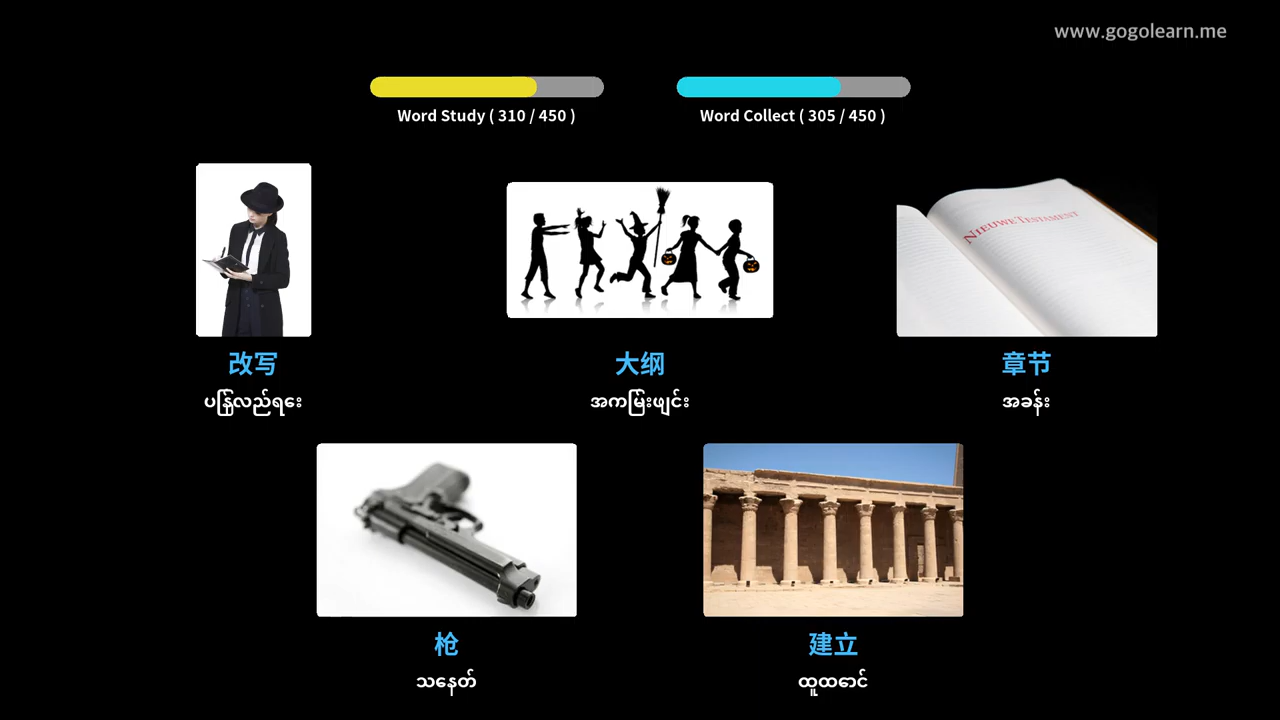 www.gogolearn.me
Word Study ( 310 / 450 )
Word Collect ( 305 / 450 )
NIEUWE TESTAMENT
改写
ပြန်လည်ရေး
大纲
အကြမ်းဖျင်း
章节
အခန်း
枪
သေနတ်
建立
ထူထောင်